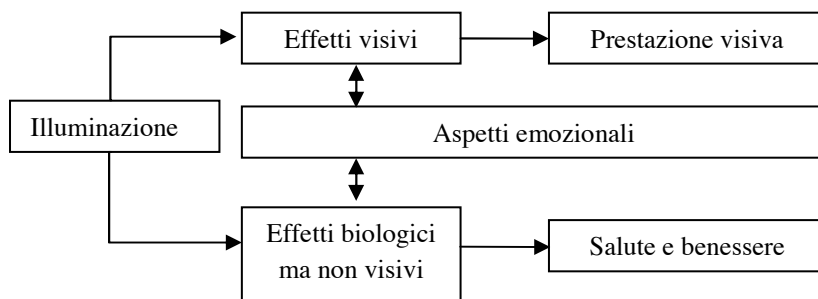 Effetti visivi
Prestazione visiva
Illuminazione
Aspetti emozionali
Effetti biologici
ma non visivi
Salute e benessere